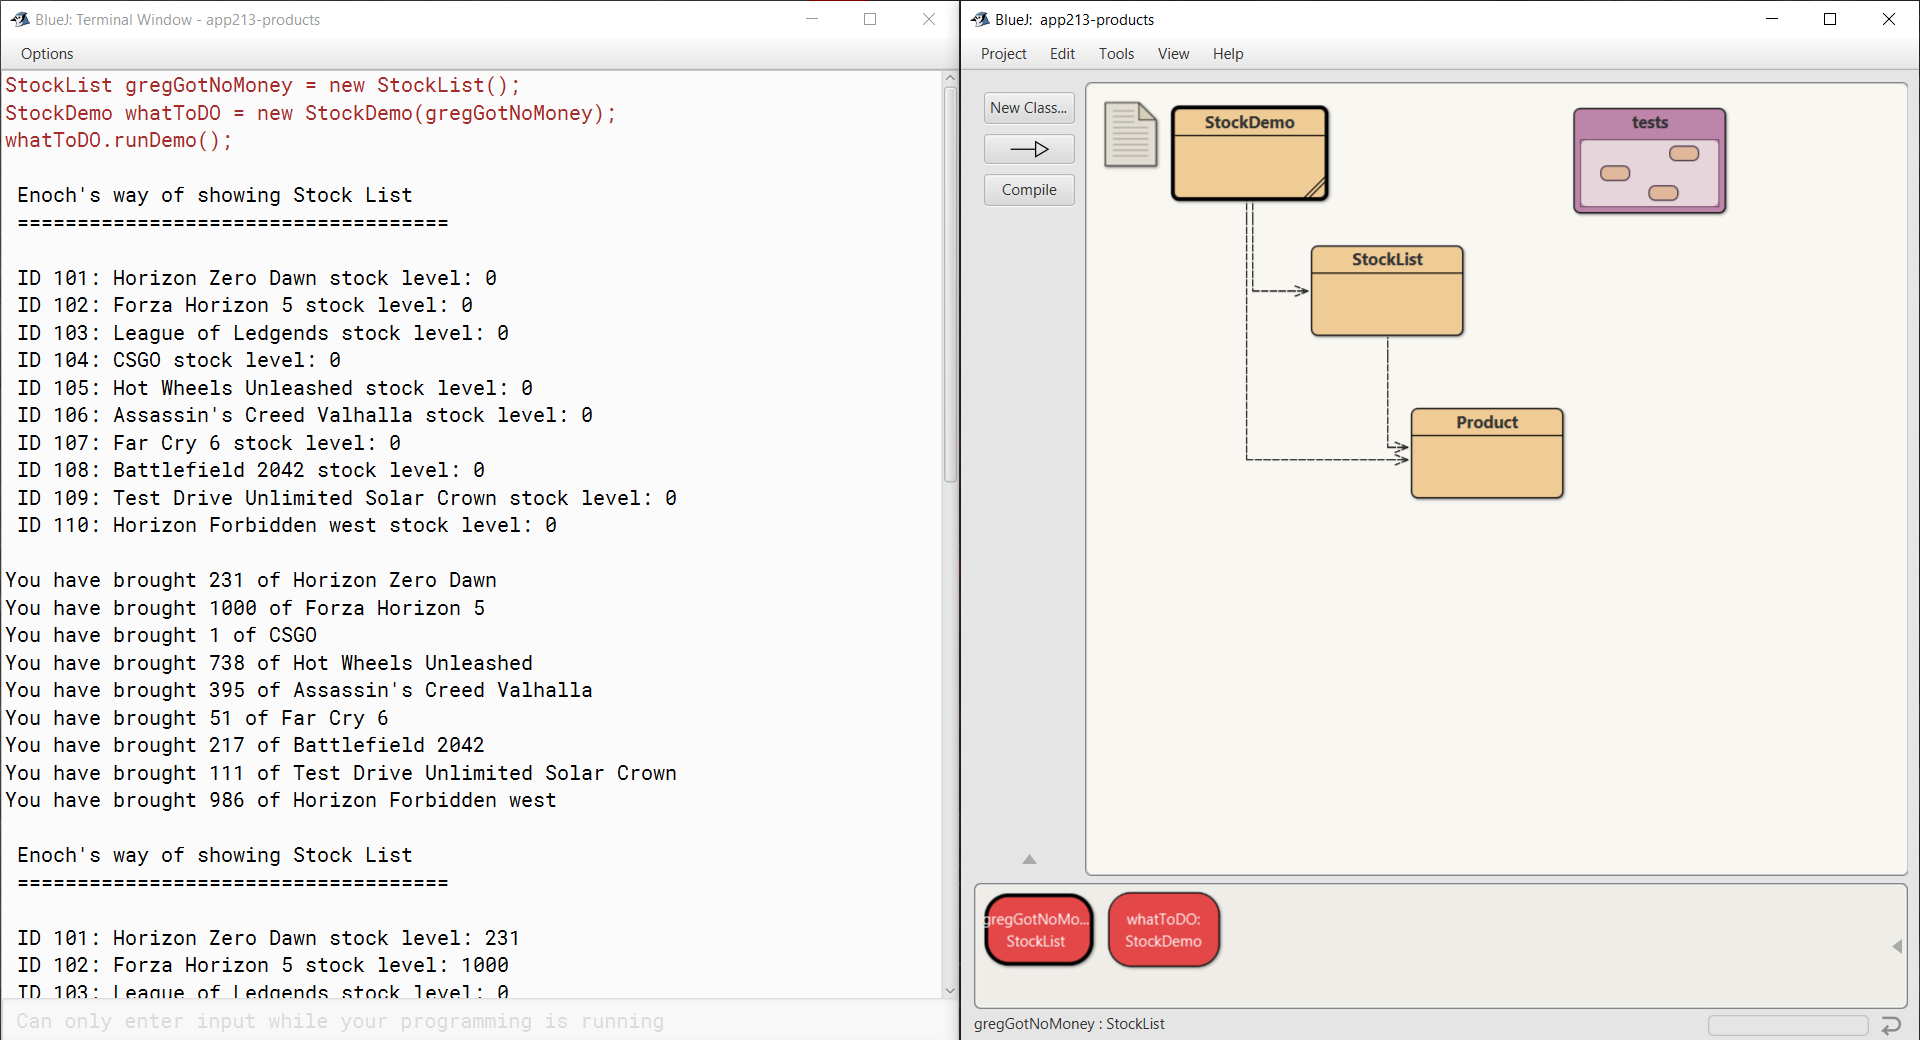 BlueJ: Terminal Window - app213-products
Options
StockList gregGotNoMoney = new StockList();
StockDemo whatToDO = new StockDemo(gregGotNoMoney);
whatToDO.runDemo();
Enoch's way of showing Stock List
====================================
ID 101: Horizon Zero Dawn stock level: 0
ID 102: Forza Horizon 5 stock level: 0
ID 103: League of Ledgends stock level: 0
ID 104: CSGO stock level: 0
ID 105: Hot Wheels Unleashed stock level: 0
ID 106: Assassin's Creed Valhalla stock level: 0
ID 107: Far Cry 6 stock level: 0
ID 108: Battlefield 2042 stock level: 0
ID 109: Test Drive Unlimited Solar Crown stock level: 0
ID 110: Horizon Forbidden west stock level: 0
You have brought 231 of Horizon Zero Dawn
You have brought 1000 of Forza Horizon 5
You have brought 1 of CSGO
You have brought 738 of Hot Wheels Unleashed
You have brought 395 of Assassin's Creed Valhalla
You have brought 51 of Far Cry 6
You have brought 217 of Battlefield 2042
You have brought 111 of Test Drive Unlimited Solar Crown
You have brought 986 of Horizon Forbidden west
Enoch's way of showing Stock List
====================================
ID 101: Horizon Zero Dawn stock level: 231
ID 102: Forza Horizon 5 stock level: 1000
ID 103: League of Ledgends stock level: 0
Can only enter input while your programming is running
BlueJ: app213-products
Project Edit Tools View Help
New Class...
Compile
StockDemo
tests
StockList
Product
gregGotNoMo...
StockList
whatToDO:
StockDemo
gregGotNoMoney : StockList